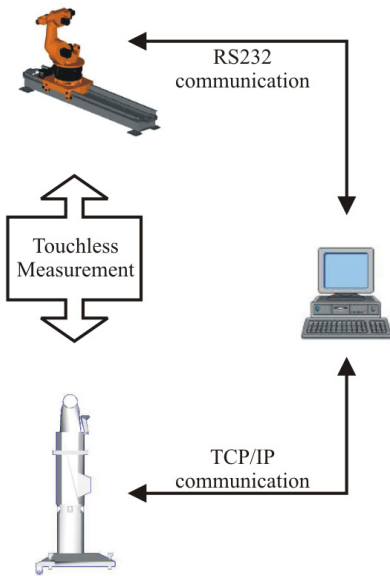 RS232
communication
Touchless
Measurement
TCP/IP
communication